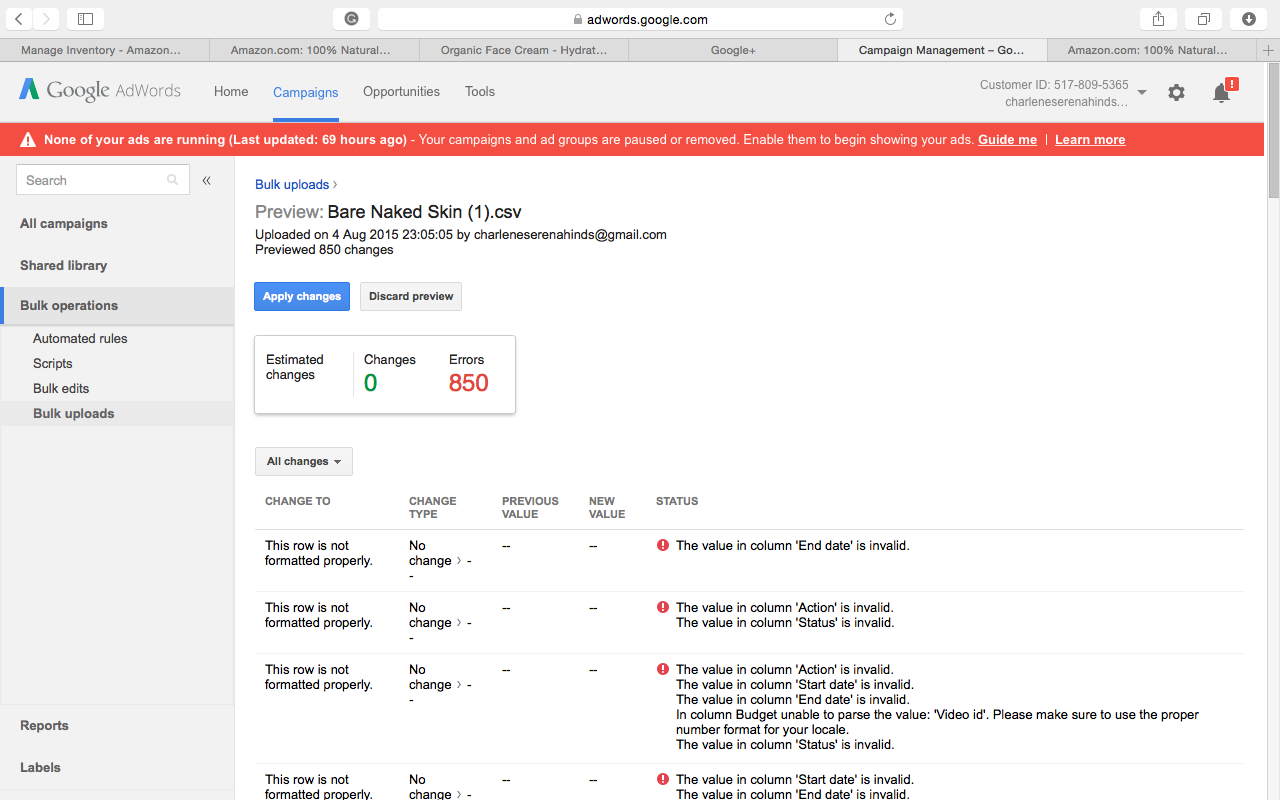 adwords.google.com
Manage Inventory - Amazon...
Amazon.com: 100% Natural...
Organic Face Cream - Hydrat...
Google+
Campaign Management – Go...
Amazon.com: 100% Natural...
Google AdWords
Home
Campaigns
Opportunities
Tools
Customer ID: 517-809-5365
charleneserenahinds...
None of your ads are running (Last updated: 69 hours ago) - Your campaigns and ad groups are paused or removed. Enable them to begin showing your ads. Guide me | Learn more
Search
«
All campaigns
Shared library
Bulk operations
Automated rules
Scripts
Bulk edits
Bulk uploads
Reports
Labels
Bulk uploads ›
Preview: Bare Naked Skin (1).csv
Uploaded on 4 Aug 2015 23:05:05 by charleneserenahinds@gmail.com
Previewed 850 changes
Apply changes
Discard preview
Estimated
changes
Changes
0
Errors
850
All changes
CHANGE TO
CHANGE
TYPE
PREVIOUS
VALUE
NEW
VALUE
STATUS
This row is not
formatted properly.
No
change › -
-
--
--
The value in column 'End date' is invalid.
This row is not
formatted properly.
No
change › -
-
--
--
The value in column 'Action' is invalid.
The value in column 'Status' is invalid.
This row is not
formatted properly.
No
change › -
-
--
--
The value in column 'Action' is invalid.
The value in column 'Start date' is invalid.
The value in column 'End date' is invalid.
In column Budget unable to parse the value: 'Video id'. Please make sure to use the proper
number format for your locale.
The value in column 'Status' is invalid.
This row is not
formatted properly.
No
change › -
--
--
The value in column 'Start date' is invalid.
The value in column 'End date' is invalid.